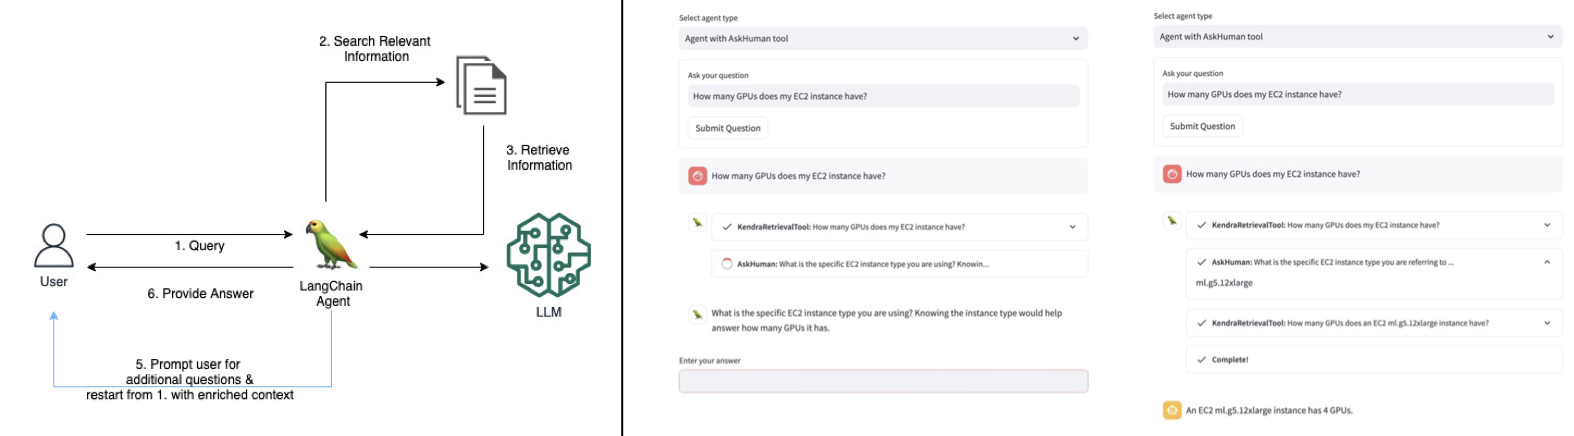 2. Search Relevant
Information
3. Retrieve
Information
1. Query
User
6. Provide Answer
LangChain
Agent
LLM
5. Prompt user for
additional questions &
restart from 1. with enriched context
Select agent type
Agent with AskHuman tool
Ask your question
How many GPUs does my EC2 instance have?
Submit Question
How many GPUs does my EC2 instance have?
KendraRetrievalTool: How many GPUs does my EC2 instance have?
AskHuman: What is the specific EC2 instance type you are using? Knowin...
What is the specific EC2 instance type you are using? Knowing the instance type would help
answer how many GPUs it has.
Enter your answer
Select agent type
Agent with AskHuman tool
Ask your question
How many GPUs does my EC2 instance have?
Submit Question
How many GPUs does my EC2 instance have?
KendraRetrievalTool: How many GPUs does my EC2 instance have?
AskHuman: What is the specific EC2 instance type you are referring to ...
ml.g5.12xlarge
KendraRetrievalTool: How many GPUs does an EC2 ml.g5.12xlarge instance have?
Complete!
An EC2 ml.g5.12xlarge instance has 4 GPUs.